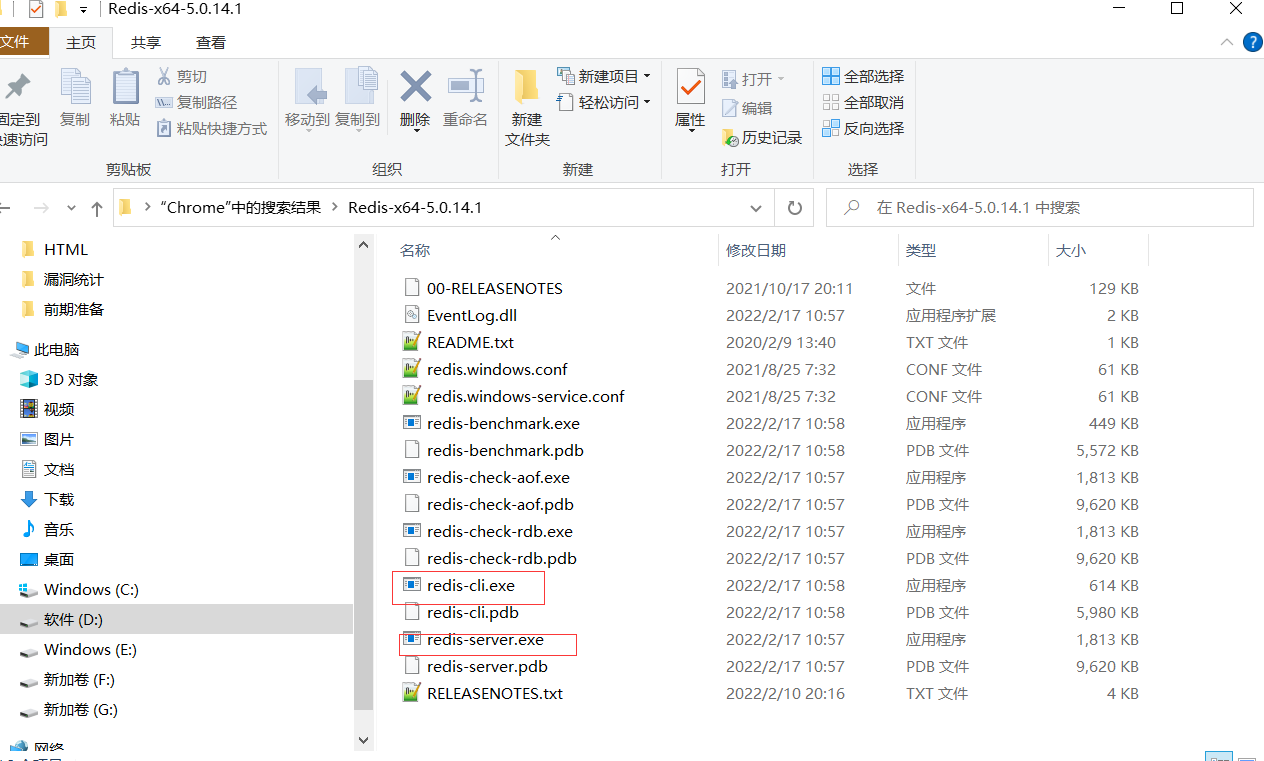 Redis-x64-5.0.14.1
文件 主页 共享 查看
固定到快速访问
复制
粘贴
剪切
复制路径
粘贴快捷方式
剪贴板
移动到 复制到 删除 重命名
组织
新建文件夹
新建项目
轻松访问
新建
属性
打开
编辑
历史记录
打开
全部选择
全部取消
反向选择
选择
“Chrome”中的搜索结果 Redis-x64-5.0.14.1
在 Redis-x64-5.0.14.1 中搜索
HTML
漏洞统计
前期准备
此电脑
3D 对象
视频
图片
文档
下载
音乐
桌面
Windows (C:)
软件 (D:)
Windows (E:)
新加卷 (F:)
新加卷 (G:)
网络
名称 修改日期 类型 大小
00-RELEASENOTES 2021/10/17 20:11 文件 129 KB
EventLog.dll 2022/2/17 10:57 应用程序扩展 2 KB
README.txt 2020/2/9 13:40 TXT 文件 1 KB
redis.windows.conf 2021/8/25 7:32 CONF 文件 61 KB
redis.windows-service.conf 2021/8/25 7:32 CONF 文件 61 KB
redis-benchmark.exe 2022/2/17 10:58 应用程序 449 KB
redis-benchmark.pdb 2022/2/17 10:58 PDB 文件 5,572 KB
redis-check-aof.exe 2022/2/17 10:57 应用程序 1,813 KB
redis-check-aof.pdb 2022/2/17 10:57 PDB 文件 9,620 KB
redis-check-rdb.exe 2022/2/17 10:57 应用程序 1,813 KB
redis-check-rdb.pdb 2022/2/17 10:57 PDB 文件 9,620 KB
redis-cli.exe 2022/2/17 10:58 应用程序 614 KB
redis-cli.pdb 2022/2/17 10:58 PDB 文件 5,980 KB
redis-server.exe 2022/2/17 10:57 应用程序 1,813 KB
redis-server.pdb 2022/2/17 10:57 PDB 文件 9,620 KB
RELEASENOTES.txt 2022/2/10 20:16 TXT 文件 4 KB